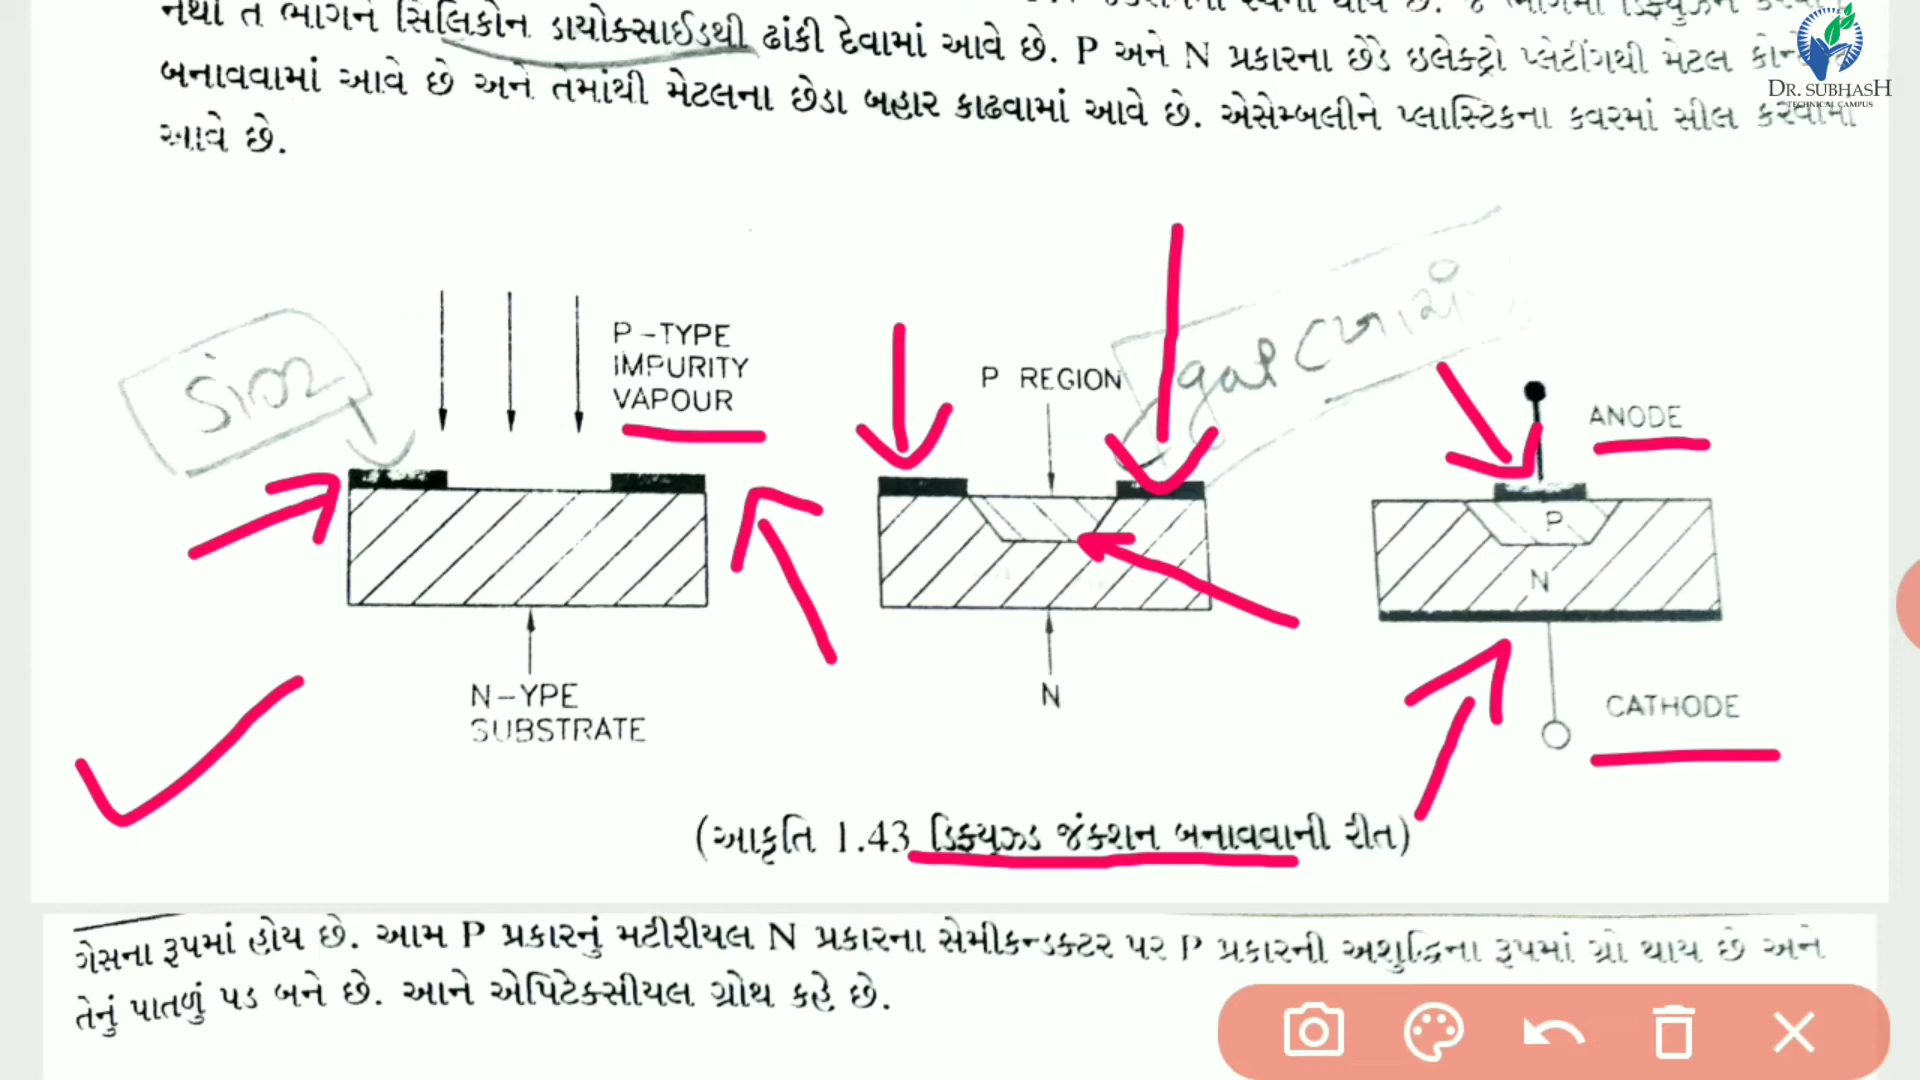 નથી તે ભાગને સિલિકોન ડાયોક્સાઈડથી ઢાંકી દેવામાં આવે છે. P અને N પ્રકારના છેડે ઇલેક્ટ્રો પ્લેટીંગથી મેટલ
બનાવવામાં આવે છે અને તેમાંથી મેટલના છેડા બહાર કાઢવામાં આવે છે. એસેમ્બલીને પ્લાસ્ટિકના કવરમાં સીલ કરવામાં
આવે છે.
DR. SUBHASH
TECHNICAL CAMPUS
P-TYPE
IMPURITY
VAPOUR
P REGION
ANODE
P
N
N-YPE
SUBSTRATE
N
CATHODE
(આકૃતિ 1.43 ડિફ્યુઝ્ડ જંક્શન બનાવવાની રીત)
ગેસના રૂપમાં હોય છે. આમ P પ્રકારનું મટીરીયલ N પ્રકારના સેમીકન્ડક્ટર પર P પ્રકારની અશુદ્ધિના રૂપમાં ગ્રો થાય છે અને
તેનું પાતળું પડ બને છે. આને એપિટેક્સીયલ ગ્રોથ કહે છે.